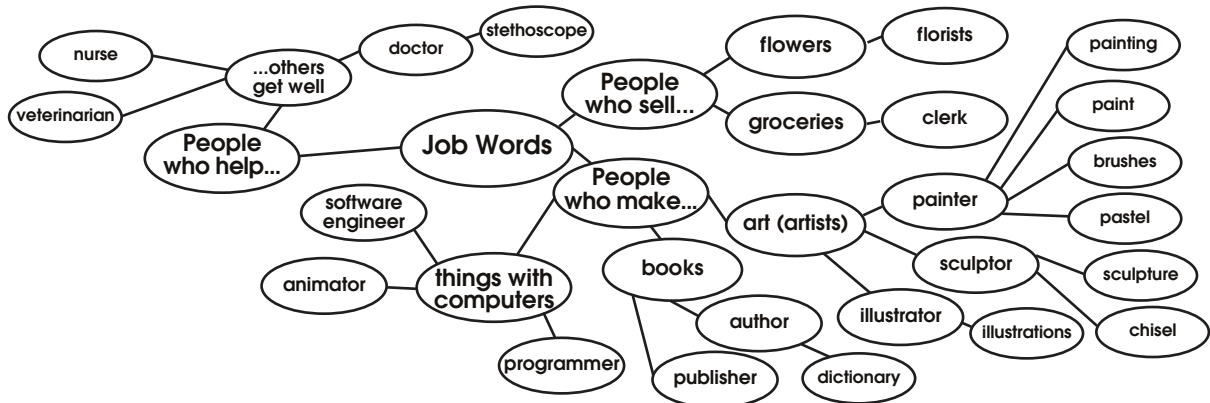 nurse
veterinarian
...others
get well
doctor
stethoscope
People
who help...
Job Words
People
who sell...
flowers
florists
groceries
clerk
People
who make...
software
engineer
animator
things with
computers
programmer
books
author
publisher
dictionary
art (artists)
painter
painting
paint
brushes
pastel
sculptor
sculpture
chisel
illustrator
illustrations